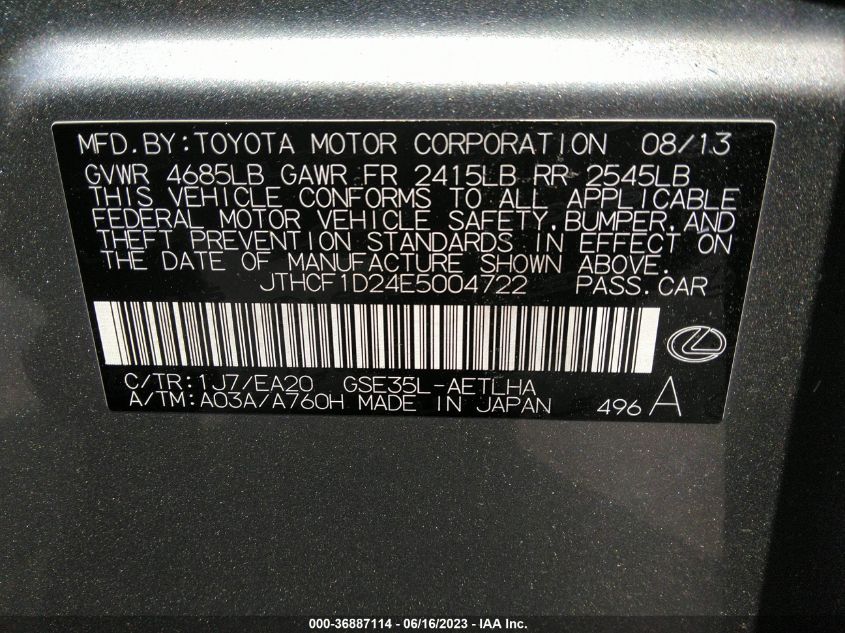 MFD.BY:TOYOTA MOTOR CORPORATION 08/13
GVWR 4685LB GAWR FR 2415LB RR 2545LB
THIS VEHICLE CONFORMS TO ALL APPLICABLE
FEDERAL MOTOR VEHICLE SAFETY,BUMPER,AND
THEFT PREVENTION STANDARDS IN EFFECT ON
THE DATE OF MANUFACTURE SHOWN ABOVE.
JTHCF1D24E5004722 PASS.CAR
C/TR:1J7/EA20 GSE35L-AETLHA
A/TM:A03A/A760H MADE IN JAPAN 496 A
000-36887114 - 06/16/2023 - IAA Inc.